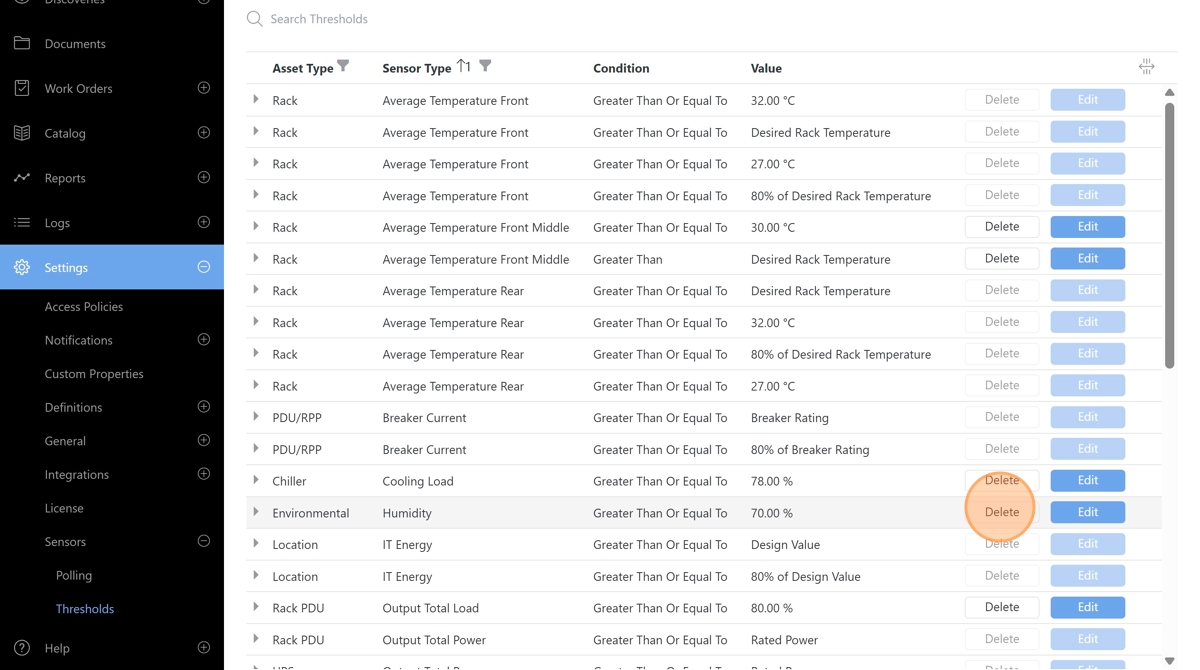 Discoveries
Documents
Work Orders
Catalog
Reports
Logs
Settings
Access Policies
Notifications
Custom Properties
Definitions
General
Integrations
License
Sensors
Polling
Thresholds
Help
Search Thresholds
Asset Type Sensor Type 1 Condition Value
Rack Average Temperature Front Greater Than Or Equal To 32.00 °C Delete Edit
Rack Average Temperature Front Greater Than Or Equal To Desired Rack Temperature Delete Edit
Rack Average Temperature Front Greater Than Or Equal To 27.00 °C Delete Edit
Rack Average Temperature Front Greater Than Or Equal To 80% of Desired Rack Temperature Delete Edit
Rack Average Temperature Front Middle Greater Than Or Equal To 30.00 °C Delete Edit
Rack Average Temperature Front Middle Greater Than Desired Rack Temperature Delete Edit
Rack Average Temperature Rear Greater Than Or Equal To Desired Rack Temperature Delete Edit
Rack Average Temperature Rear Greater Than Or Equal To 32.00 °C Delete Edit
Rack Average Temperature Rear Greater Than Or Equal To 80% of Desired Rack Temperature Delete Edit
Rack Average Temperature Rear Greater Than Or Equal To 27.00 °C Delete Edit
PDU/RPP Breaker Current Greater Than Or Equal To Breaker Rating Delete Edit
PDU/RPP Breaker Current Greater Than Or Equal To 80% of Breaker Rating Delete Edit
Chiller Cooling Load Greater Than Or Equal To 78.00 % Delete Edit
Environmental Humidity Greater Than Or Equal To 70.00 % Delete Edit
Location IT Energy Greater Than Or Equal To Design Value Delete Edit
Location IT Energy Greater Than Or Equal To 80% of Design Value Delete Edit
Rack PDU Output Total Load Greater Than Or Equal To 80.00 % Delete Edit
Rack PDU Output Total Power Greater Than Or Equal To Rated Power Delete Edit